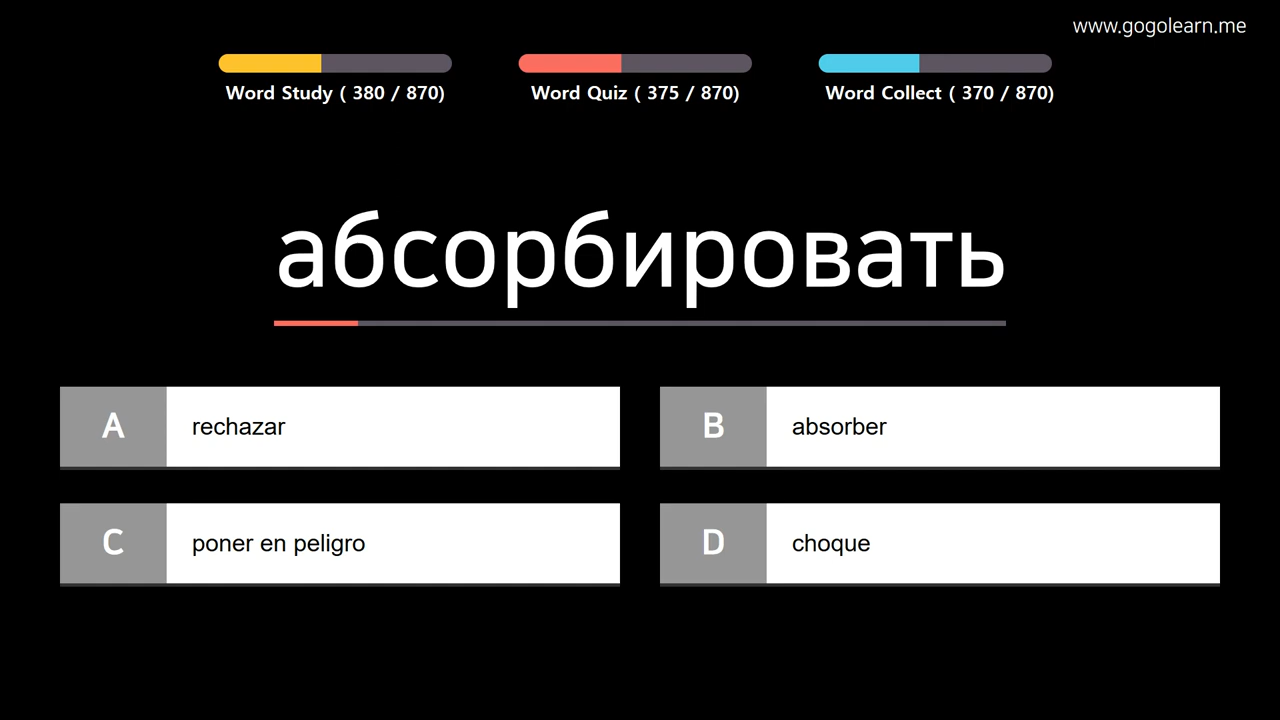 www.gogolearn.me
Word Study ( 380 / 870)
Word Quiz ( 375 / 870)
Word Collect ( 370 / 870)
абсорбировать
A rechazar
B absorber
C poner en peligro
D choque